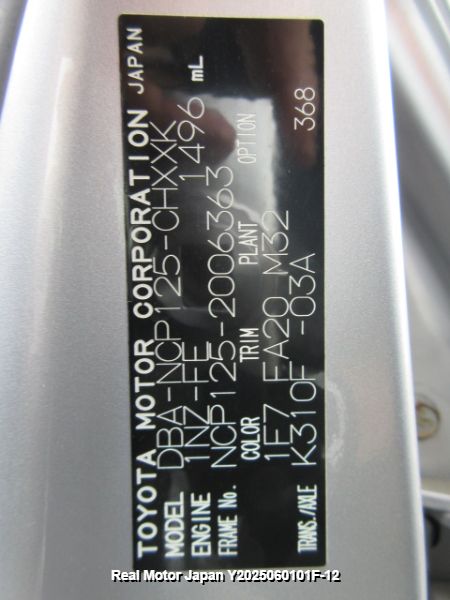 TOYOTA MOTOR CORPORATION JAPAN
MODEL DBA-NCP125-CHXXK
ENGINE 1NZ-FE 1496 mL
FRAME No. NCP125-2006363
COLOR TRIM PLANT OPTION
1F7 FA20 M32
TRANS./AXLE K310F -03A 368
Real Motor Japan Y2025060101F-12